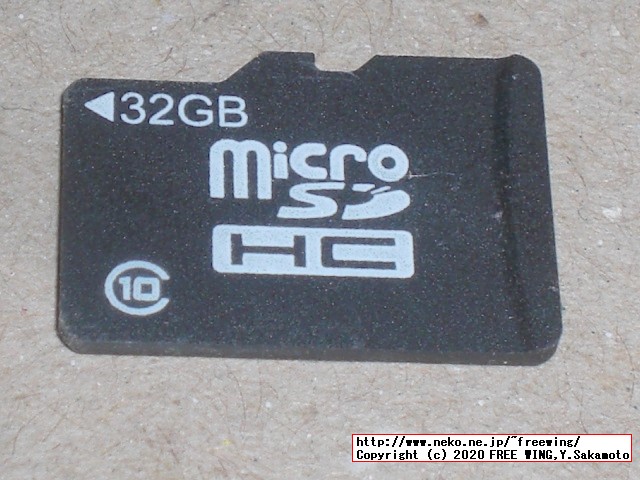 ◀32GB
micro
SD
HC
10
http://www.neko.ne.jp/~freewing/
Copyright (c) 2020 FREE WING,Y.Sakamoto